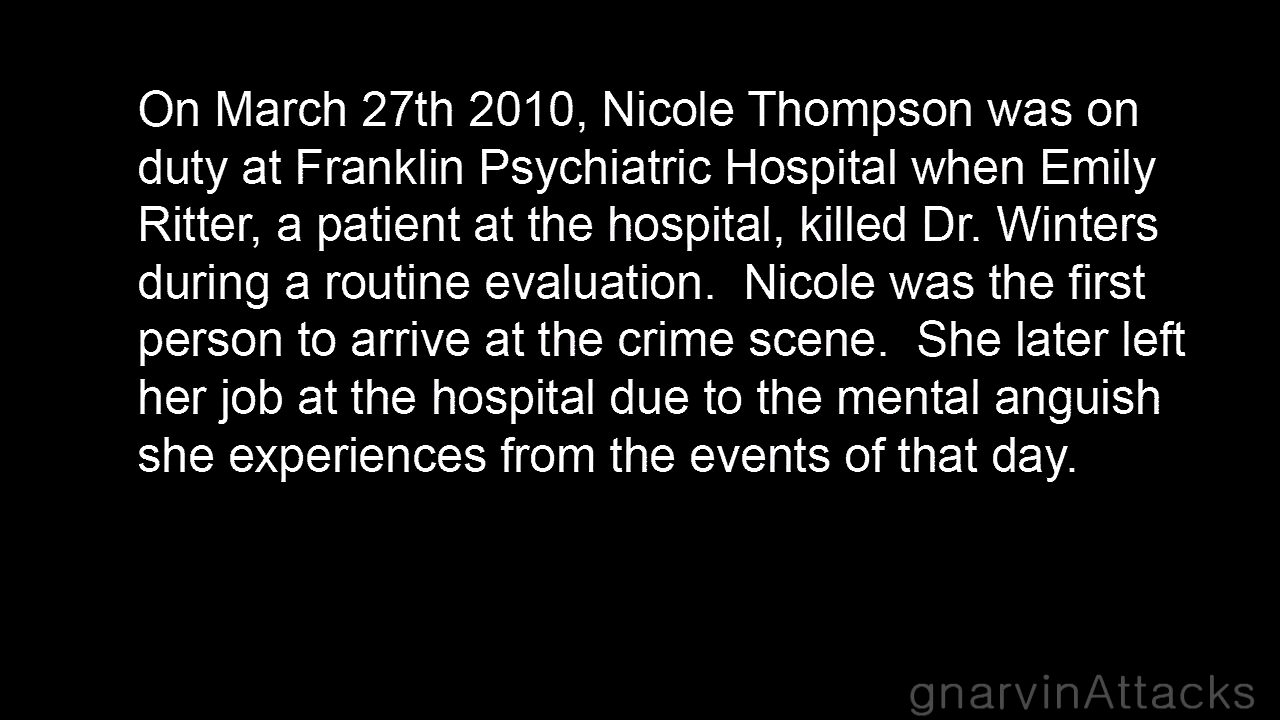 On March 27th 2010, Nicole Thompson was on
duty at Franklin Psychiatric Hospital when Emily
Ritter, a patient at the hospital, killed Dr. Winters
during a routine evaluation.  Nicole was the first
person to arrive at the crime scene.  She later left
her job at the hospital due to the mental anguish
she experiences from the events of that day.
gnarvinAttacks